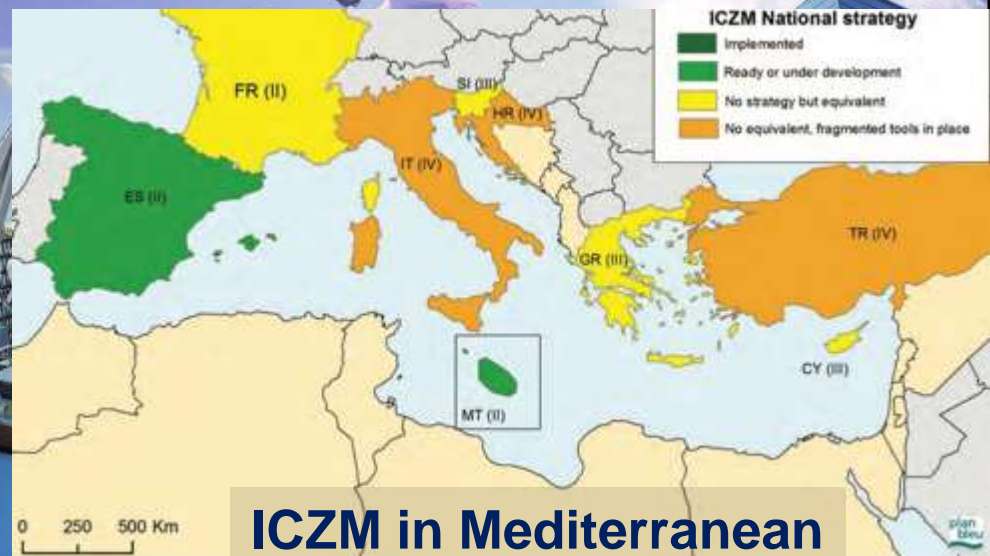 ICZM National strategy
Implemented
Ready or under development
No strategy but equivalent
No equivalent, fragmented tools in place
FR (II)
SI (III)
HR (IV)
IT (IV)
ES (II)
TR (IV)
GR (III)
CY (III)
MT (II)
0 250 500 Km
ICZM in Mediterranean
plan
bleu